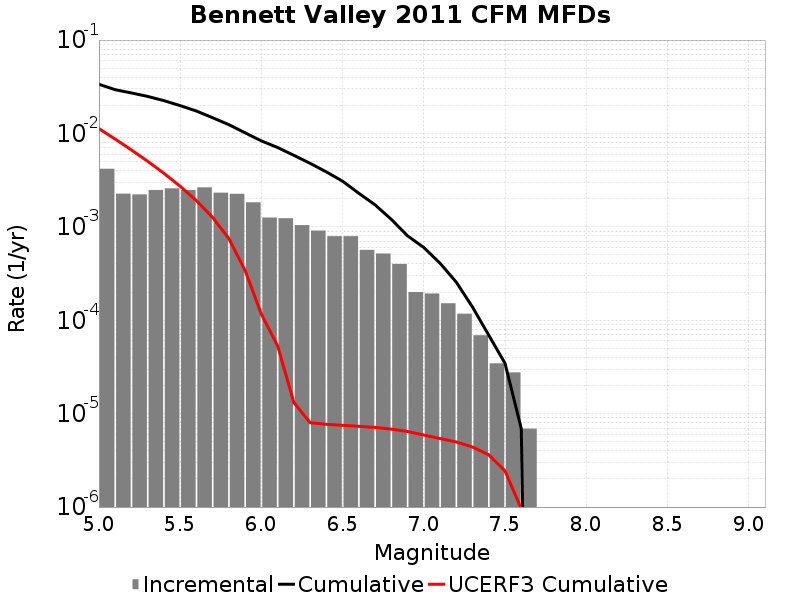 Bennett Valley 2011 CFM MFDs
10-1
10-2
10-3
10-4
10-5
10-6
Rate (1/yr)
5.0 5.5 6.0 6.5 7.0 7.5 8.0 8.5 9.0
Magnitude
Incremental Cumulative UCERF3 Cumulative